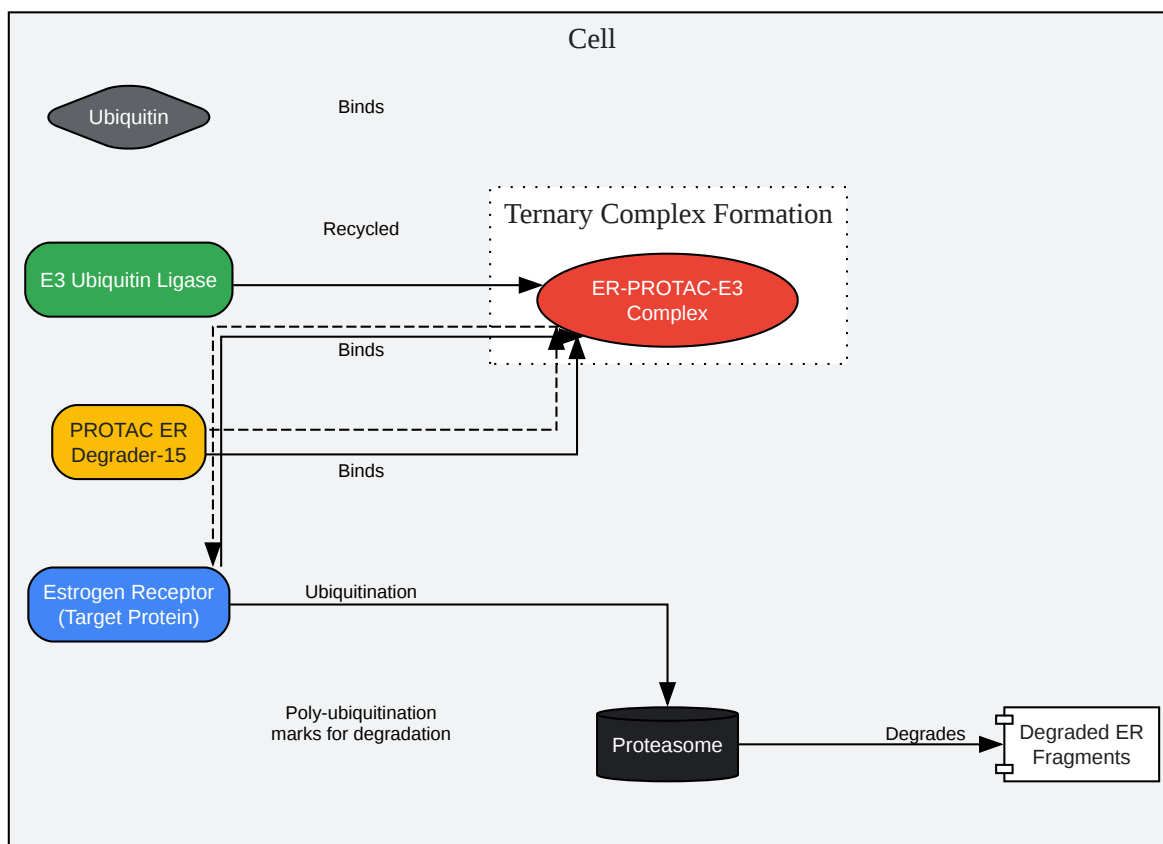 Cell
Ubiquitin
Binds
Ternary Complex Formation
Recycled
E3 Ubiquitin Ligase
ER-PROTAC-E3
Complex
Binds
PROTAC ER
Degrader-15
Binds
Estrogen Receptor
(Target Protein)
Ubiquitination
Poly-ubiquitination
marks for degradation
Proteasome
Degrades
Degraded ER
Fragments